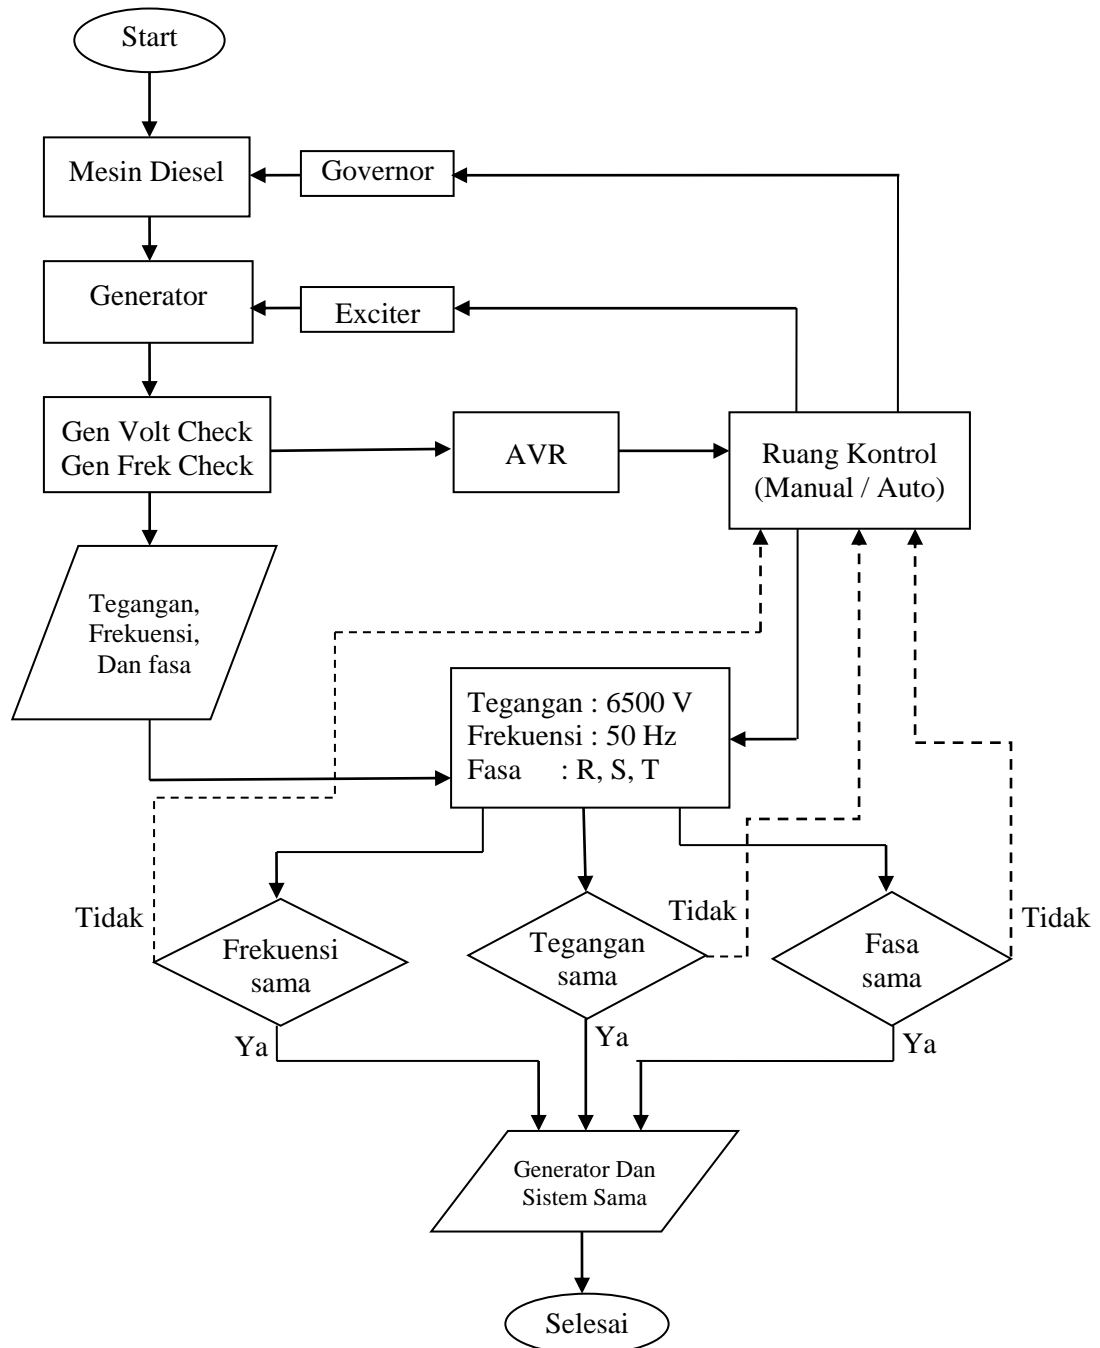 Start
Mesin Diesel
Governor
Generator
Exciter
Gen Volt Check
Gen Frek Check
AVR
Ruang Kontrol
(Manual / Auto)
Tegangan,
Frekuensi,
Dan fasa
Tegangan : 6500 V
Frekuensi : 50 Hz
Fasa : R, S, T
Tidak
Frekuensi
sama
Tidak
Tegangan
sama
Tidak
Fasa
sama
Ya
Ya
Ya
Generator Dan
Sistem Sama
Selesai